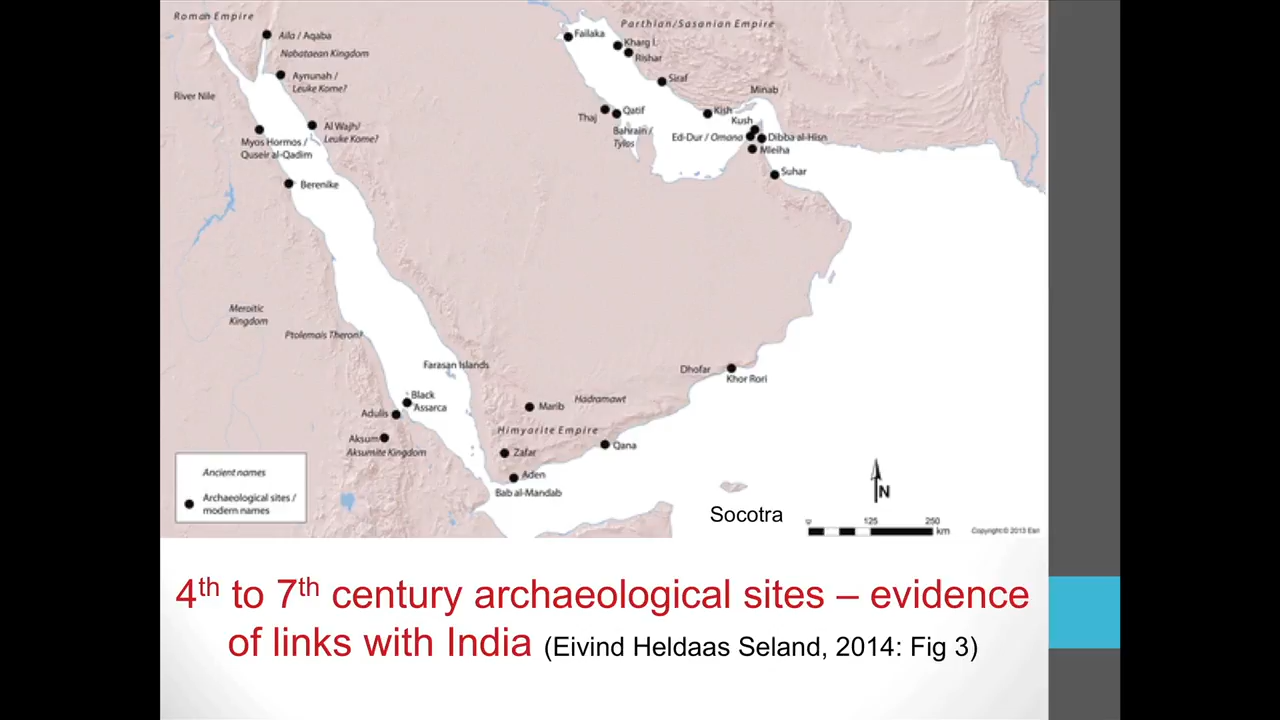 Roman Empire
Parthian/Sasanian Empire
Aila / Aqaba
Failaka
Kharg I.
Nabataean Kingdom
Rishar
Aynunah /
Leuke Kome?
Siraf
Minab
River Nile
Kish
Thaj
Qatif
Kush
Al Wajh/
Leuke Kome?
Bahrain /
Tylos
Ed-Dur / Omana
Dibba al-Hisn
Myos Hormos /
Quseir al-Qadim
Mleiha
Suhar
Berenike
Meroitic
Kingdom
Ptolemais Theron?
Farasan Islands
Dhofar
Khor Rori
Black
Assarca
Hadramawt
Adulis
Marib
Himyarite Empire
Aksum
Aksumite Kingdom
Qana
Zafar
Aden
Bab al-Mandab
Ancient names
Archaeological sites /
modern names
Socotra
N
0 125 250
km
Copyright:© 2013 Esri
4th to 7th century archaeological sites – evidence
of links with India (Eivind Heldaas Seland, 2014: Fig 3)